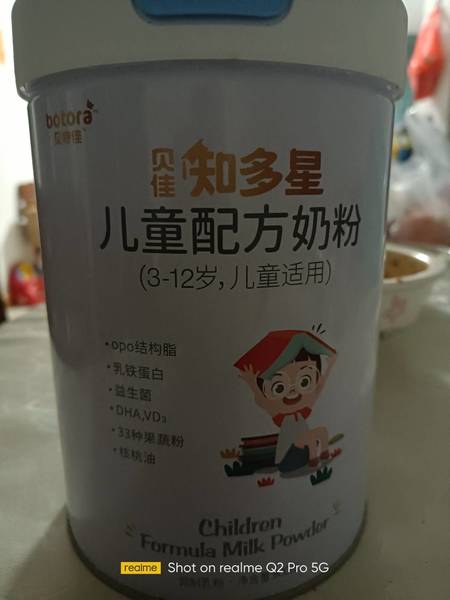 botora
贝特佳
贝佳
知多星
儿童配方奶粉
(3-12岁,儿童适用)
•opo结构脂
•乳铁蛋白
•益生菌
•DHA,VD₃
•33种果蔬粉
•核桃油
Children
Formula Milk Powder
realme Shot on realme Q2 Pro 5G